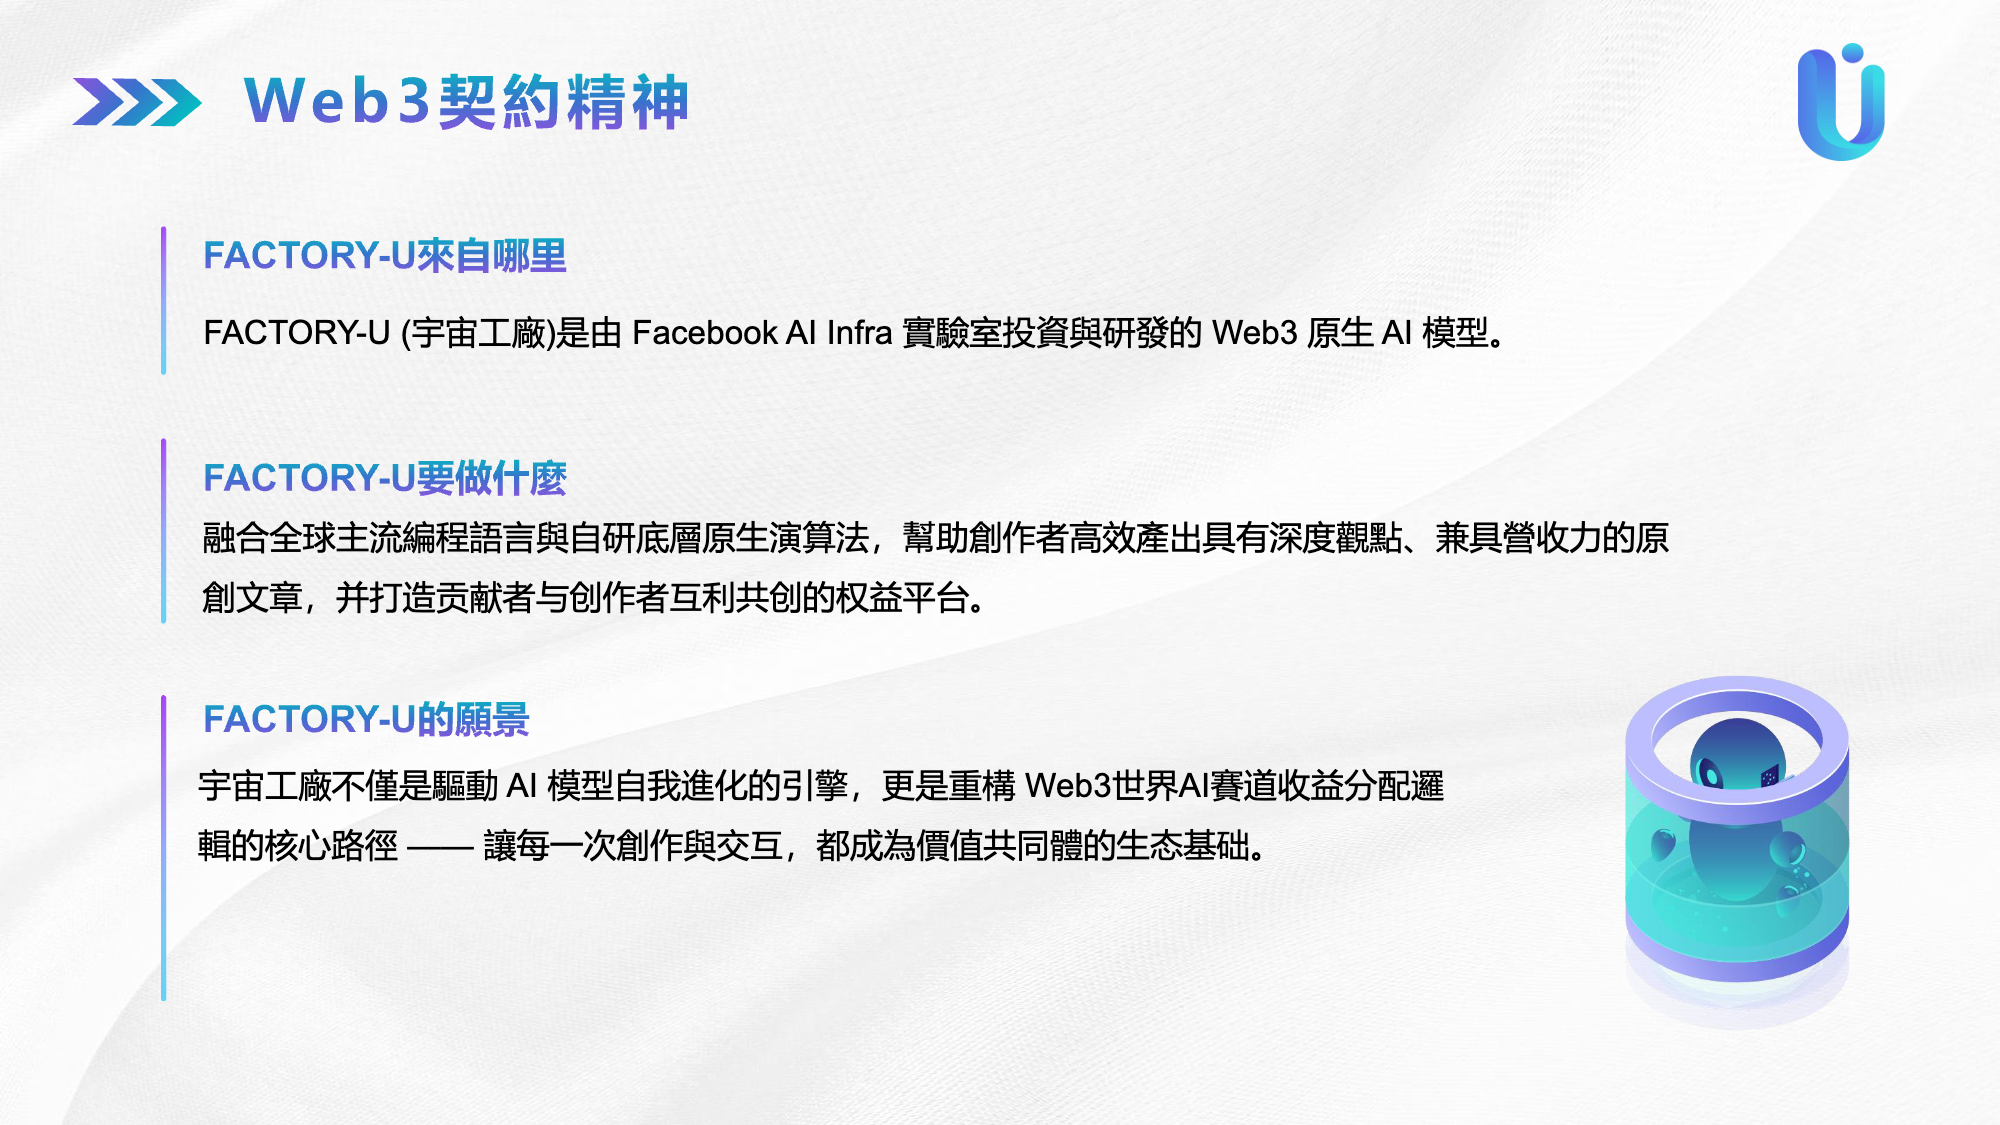 Web3契約精神
FACTORY-U來自哪里
FACTORY-U (宇宙工廠)是由 Facebook AI Infra 實驗室投資與研發的 Web3 原生 AI 模型。
FACTORY-U要做什麼
融合全球主流編程語言與自研底層原生演算法，幫助創作者高效產出具有深度觀點、兼具營收力的原
創文章，并打造贡献者与创作者互利共创的权益平台。
FACTORY-U的願景
宇宙工廠不僅是驅動 AI 模型自我進化的引擎，更是重構 Web3世界AI賽道收益分配邏
輯的核心路徑 —— 讓每一次創作與交互，都成為價值共同體的生态基础。